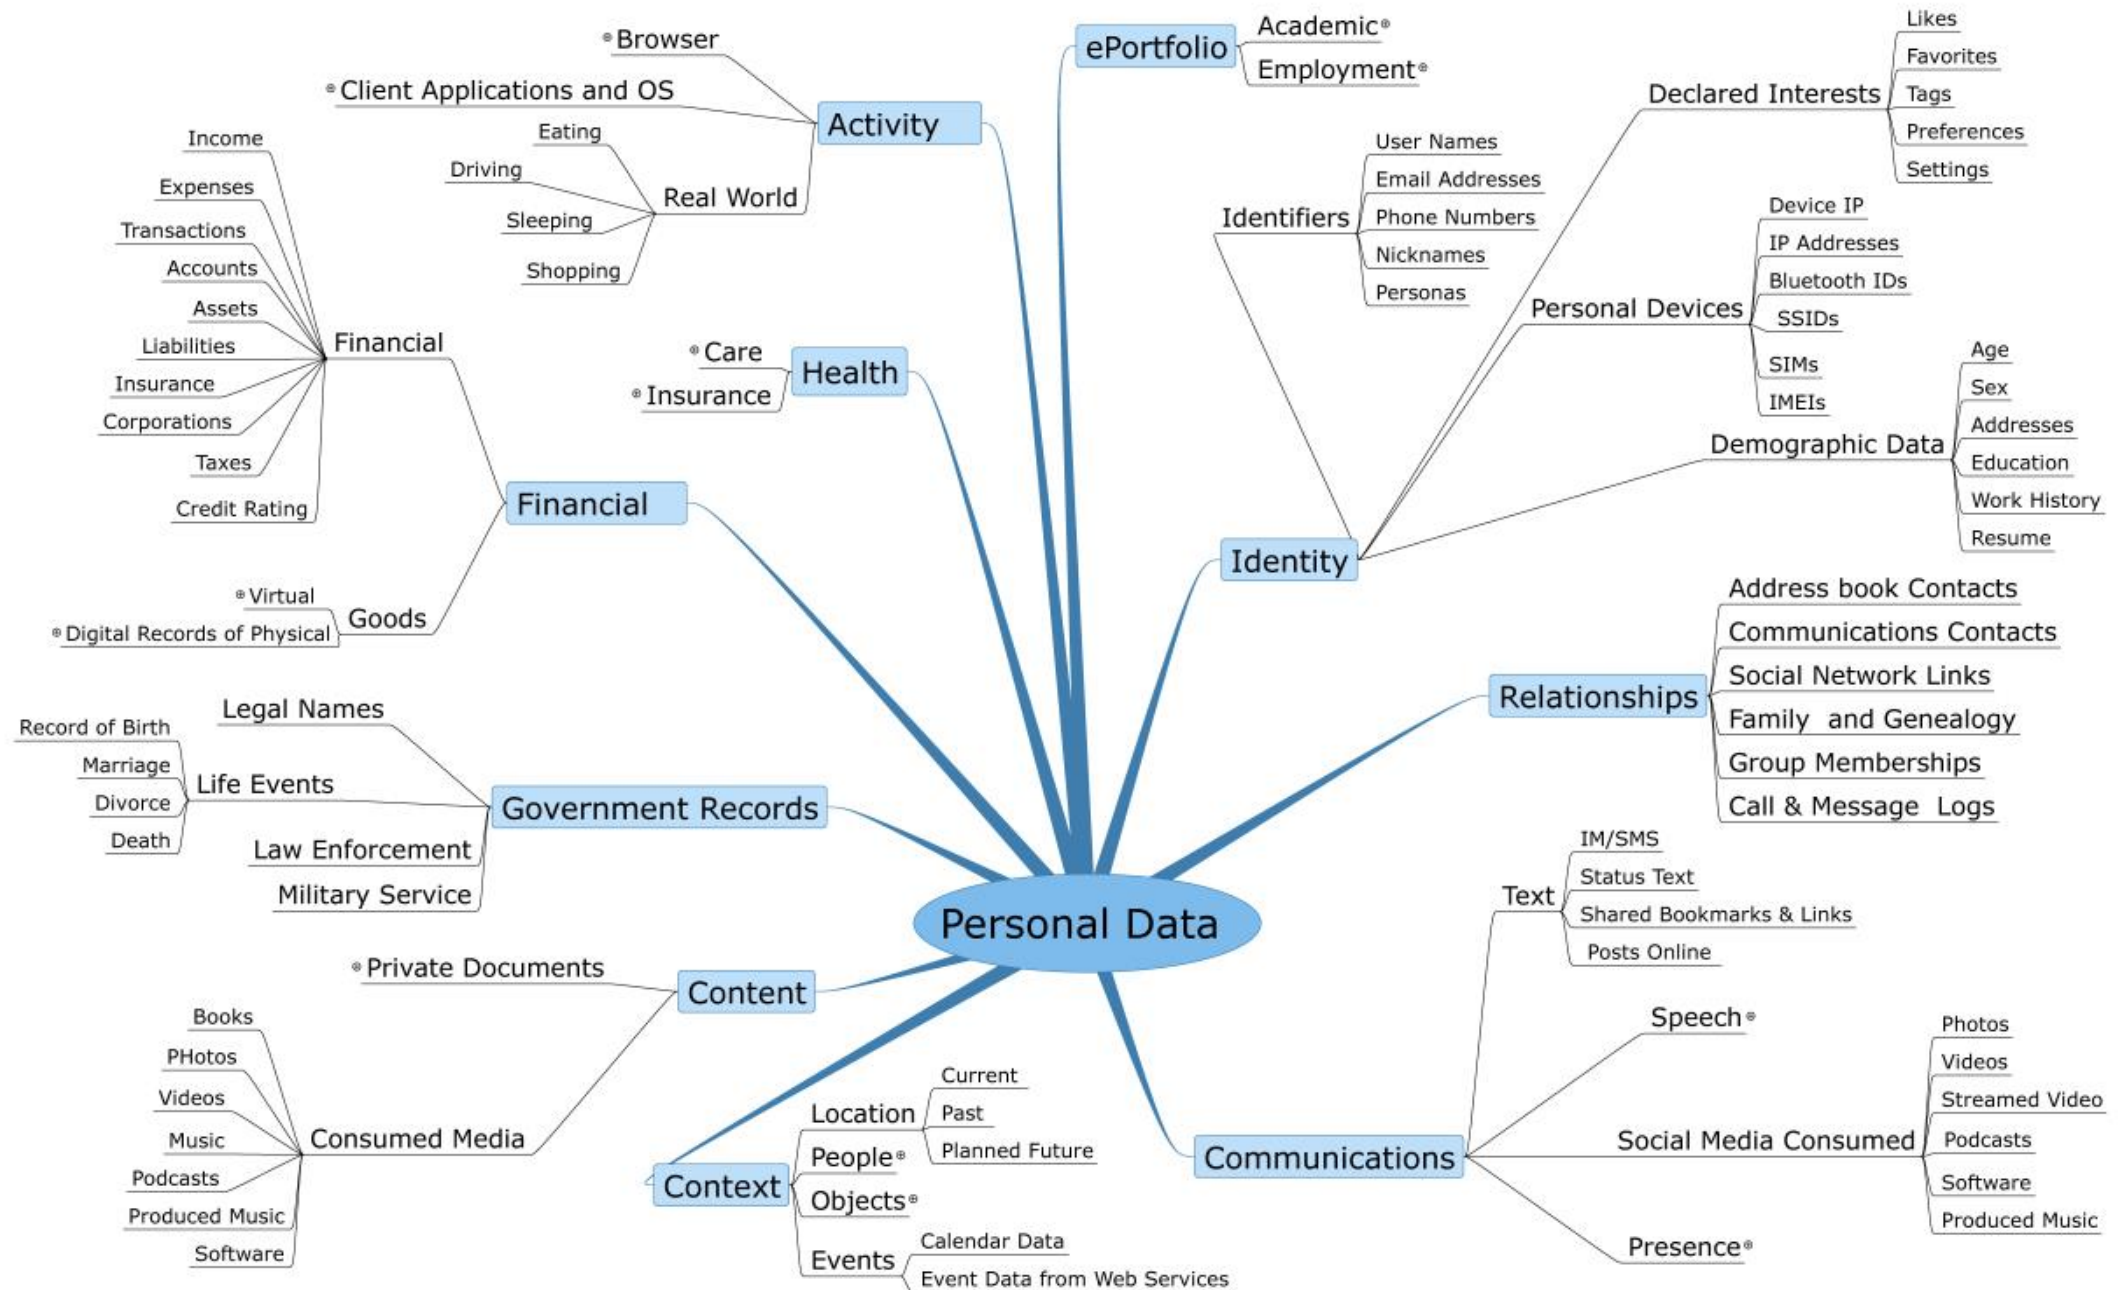 Personal Data
ePortfolio
Academic
Employment
Activity
Browser
Client Applications and OS
Real World
Eating
Driving
Sleeping
Shopping
Health
Care
Insurance
Financial
Financial
Income
Expenses
Transactions
Accounts
Assets
Liabilities
Insurance
Corporations
Taxes
Credit Rating
Goods
Virtual
Digital Records of Physical
Government Records
Legal Names
Life Events
Record of Birth
Marriage
Divorce
Death
Law Enforcement
Military Service
Content
Private Documents
Consumed Media
Books
PHotos
Videos
Music
Podcasts
Produced Music
Software
Context
Location
Current
Past
Planned Future
People
Objects
Events
Calendar Data
Event Data from Web Services
Identity
Identifiers
User Names
Email Addresses
Phone Numbers
Nicknames
Personas
Declared Interests
Likes
Favorites
Tags
Preferences
Settings
Personal Devices
Device IP
IP Addresses
Bluetooth IDs
SSIDs
SIMs
IMEIs
Demographic Data
Age
Sex
Addresses
Education
Work History
Resume
Relationships
Address book Contacts
Communications Contacts
Social Network Links
Family  and Genealogy
Group Memberships
Call & Message  Logs
Communications
Text
IM/SMS
Status Text
Shared Bookmarks & Links
Posts Online
Speech
Social Media Consumed
Photos
Videos
Streamed Video
Podcasts
Software
Produced Music
Presence